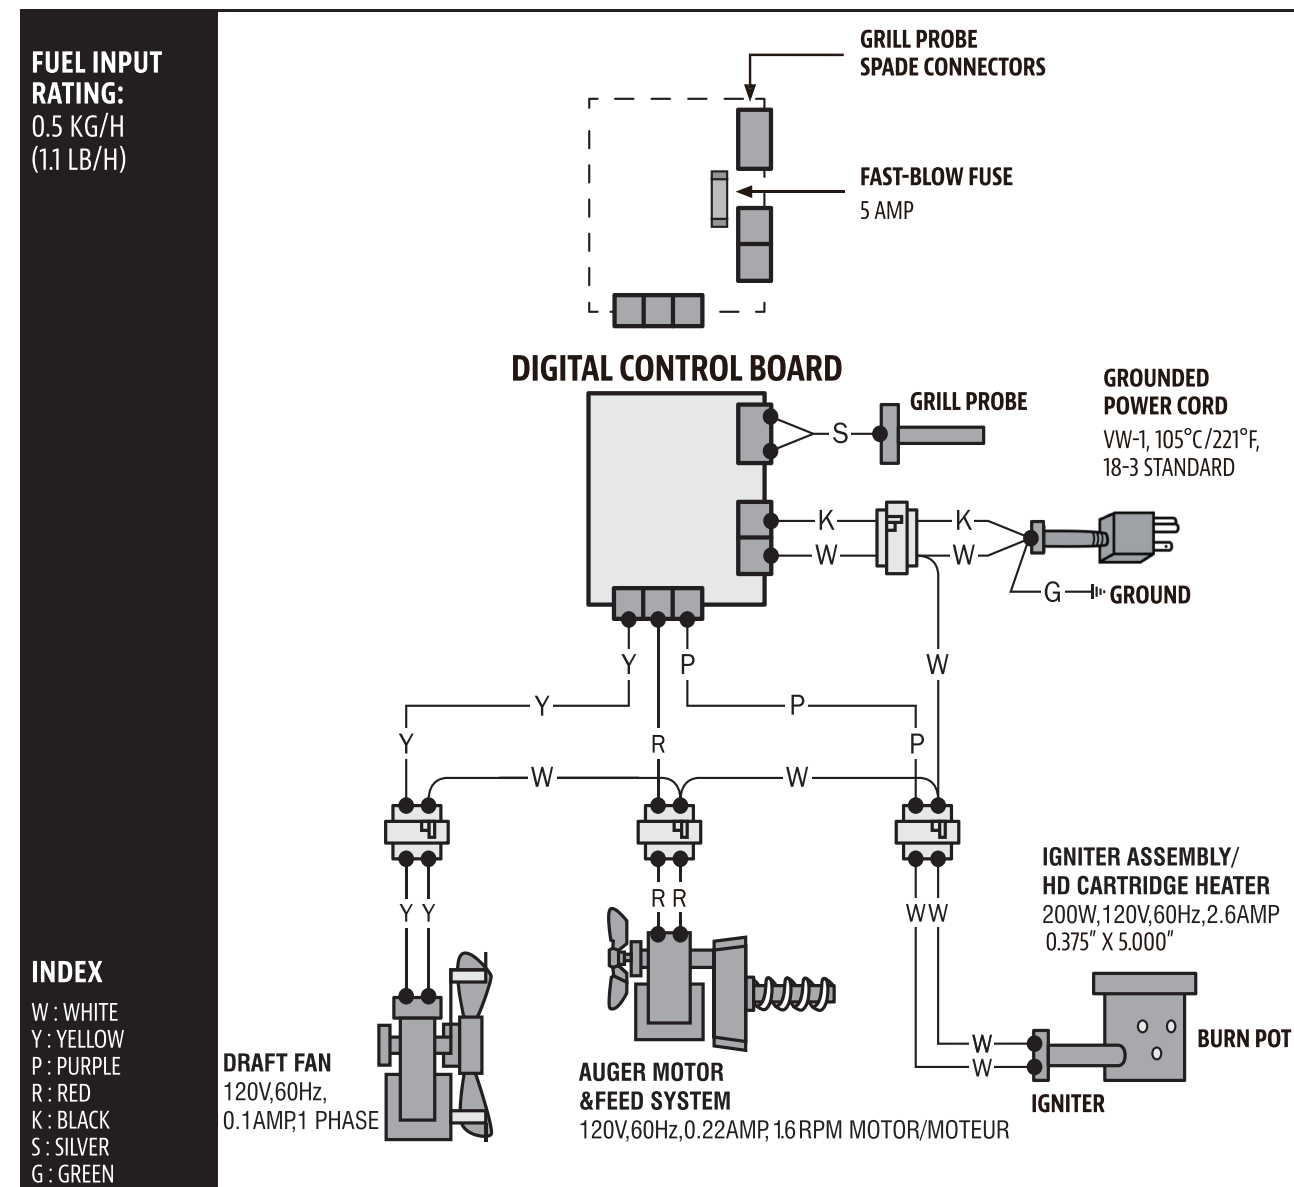 FUEL INPUT
RATING:
0.5 KG/H
(1.1 LB/H)
GRILL PROBE
SPADE CONNECTORS
FAST-BLOW FUSE
5 AMP
DIGITAL CONTROL BOARD
GRILL PROBE
S
GROUNDED
POWER CORD
VW-1, 105°C/221°F,
18-3 STANDARD
K K
W W
G GROUND
Y P W
Y P
Y R P
W W
R R
Y Y W W
IGNITER ASSEMBLY/
HD CARTRIDGE HEATER
200W,120V,60Hz,2.6AMP
0.375" X 5.000"
W
W
BURN POT
IGNITER
DRAFT FAN
120V,60Hz,
0.1AMP,1 PHASE
AUGER MOTOR
&FEED SYSTEM
120V,60Hz,0.22AMP, 1.6 RPM MOTOR/MOTEUR
INDEX
W : WHITE
Y : YELLOW
P : PURPLE
R : RED
K : BLACK
S : SILVER
G : GREEN